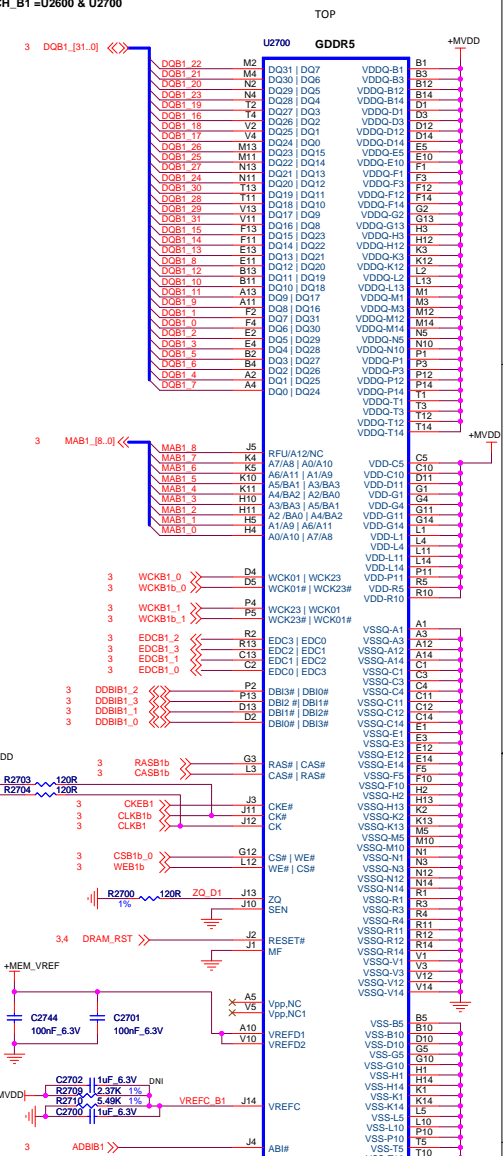 CH_B1 =U2600 & U2700
TOP
+MVDD
3 DQB1_[31..0]
U2700 GDDR5
DQB1_22 M2 DQ31 | DQ7 VDDQ-B1 B1
DQB1_21 M4 DQ30 | DQ6 VDDQ-B3 B3
DQB1_20 N2 DQ29 | DQ5 VDDQ-B12 B12
DQB1_23 N4 DQ28 | DQ4 VDDQ-B14 B14
DQB1_19 T2 DQ27 | DQ3 VDDQ-D1 D1
DQB1_16 T4 DQ26 | DQ2 VDDQ-D3 D3
DQB1_18 V2 DQ25 | DQ1 VDDQ-D12 D12
DQB1_17 V4 DQ24 | DQ0 VDDQ-D14 D14
DQB1_26 M13 DQ23 | DQ15 VDDQ-E5 E5
DQB1_25 M11 DQ22 | DQ14 VDDQ-E10 E10
DQB1_27 N13 DQ21 | DQ13 VDDQ-F1 F1
DQB1_24 N11 DQ20 | DQ12 VDDQ-F3 F3
DQB1_30 T13 DQ19 | DQ11 VDDQ-F12 F12
DQB1_28 T11 DQ18 | DQ10 VDDQ-F14 F14
DQB1_29 V13 DQ17 | DQ9 VDDQ-G2 G2
DQB1_31 V11 DQ16 | DQ8 VDDQ-G13 G13
DQB1_15 F13 DQ15 | DQ23 VDDQ-H3 H3
DQB1_14 F11 DQ14 | DQ22 VDDQ-H12 H12
DQB1_13 E13 DQ13 | DQ21 VDDQ-K3 K3
DQB1_8 E11 DQ12 | DQ20 VDDQ-K12 K12
DQB1_12 B13 DQ11 | DQ19 VDDQ-L2 L2
DQB1_10 B11 DQ10 | DQ18 VDDQ-L13 L13
DQB1_11 A13 DQ9 | DQ17 VDDQ-M1 M1
DQB1_9 A11 DQ8 | DQ16 VDDQ-M3 M3
DQB1_1 F2 DQ7 | DQ31 VDDQ-M12 M12
DQB1_0 F4 DQ6 | DQ30 VDDQ-M14 M14
DQB1_2 E2 DQ5 | DQ29 VDDQ-N5 N5
DQB1_3 E4 DQ4 | DQ28 VDDQ-N10 N10
DQB1_5 B2 DQ3 | DQ27 VDDQ-P1 P1
DQB1_6 B4 DQ2 | DQ26 VDDQ-P3 P3
DQB1_4 A2 DQ1 | DQ25 VDDQ-P12 P12
DQB1_7 A4 DQ0 | DQ24 VDDQ-P14 P14
VDDQ-T1 T1
VDDQ-T3 T3
VDDQ-T12 T12
VDDQ-T14 T14
3 MAB1_[8..0]
+MVDD
MAB1_8 J5 RFU/A12/NC
MAB1_7 K4 A7/A8 | A0/A10 VDD-C5 C5
MAB1_6 K5 A6/A11 | A1/A9 VDD-C10 C10
MAB1_5 K10 A5/BA1 | A3/BA3 VDD-D11 D11
MAB1_4 K11 A4/BA2 | A2/BA0 VDD-G1 G1
MAB1_3 H10 A3/BA3 | A5/BA1 VDD-G4 G4
MAB1_2 H11 A2 /BA0 | A4/BA2 VDD-G11 G11
MAB1_1 H5 A1/A9 | A6/A11 VDD-G14 G14
MAB1_0 H4 A0/A10 | A7/A8 VDD-L1 L1
VDD-L4 L4
VDD-L11 L11
VDD-L14 L14
3 WCKB1_0 D4 WCK01 | WCK23 VDD-P11 P11
3 WCKB1b_0 D5 WCK01# | WCK23# VDD-R5 R5
VDD-R10 R10
3 WCKB1_1 P4 WCK23 | WCK01
3 WCKB1b_1 P5 WCK23# | WCK01#
VSSQ-A1 A1
3 EDCB1_2 R2 EDC3 | EDC0 VSSQ-A3 A3
3 EDCB1_3 R13 EDC2 | EDC1 VSSQ-A12 A12
3 EDCB1_1 C13 EDC1 | EDC2 VSSQ-A14 A14
3 EDCB1_0 C2 EDC0 | EDC3 VSSQ-C1 C1
VSSQ-C3 C3
3 DDBIB1_2 P2 DBI3# | DBI0# VSSQ-C4 C4
3 DDBIB1_3 P13 DBI2 #| DBI1# VSSQ-C11 C11
3 DDBIB1_1 D13 DBI1# | DBI2# VSSQ-C12 C12
3 DDBIB1_0 D2 DBI0# | DBI3# VSSQ-C14 C14
VSSQ-E1 E1
VSSQ-E3 E3
VSSQ-E12 E12
DD
3 RASB1b G3 RAS# | CAS# VSSQ-E14 E14
3 CASB1b L3 CAS# | RAS# VSSQ-F5 F5
R2703 120R VSSQ-F10 F10
R2704 120R VSSQ-H2 H2
3 CKEB1 J3 CKE# VSSQ-H13 H13
3 CLKB1b J11 CK# VSSQ-K2 K2
3 CLKB1 J12 CK VSSQ-K13 K13
VSSQ-M5 M5
VSSQ-M10 M10
3 CSB1b_0 G12 CS# | WE# VSSQ-N1 N1
3 WEB1b L12 WE# | CS# VSSQ-N3 N3
VSSQ-N12 N12
VSSQ-N14 N14
R2700 120R ZQ_D1 J13 ZQ VSSQ-R1 R1
1% J10 SEN VSSQ-R3 R3
VSSQ-R4 R4
VSSQ-R11 R11
3,4 DRAM_RST J2 RESET# VSSQ-R12 R12
J1 MF VSSQ-R14 R14
VSSQ-V1 V1
VSSQ-V3 V3
VSSQ-V12 V12
VSSQ-V14 V14
+MEM_VREF
A5 Vpp,NC
V5 Vpp,NC1
C2744 C2701
100nF_6.3V 100nF_6.3V
VSS-B5 B5
A10 VREFD1 VSS-B10 B10
V10 VREFD2 VSS-D10 D10
VSS-G5 G5
VSS-G10 G10
VSS-H1 H1
C2702 1uF_6.3V DNI VSS-H14 H14
MVDD R2709 2.37K 1% VSS-K1 K1
R2710 5.49K 1% VREFC_B1 J14 VREFC VSS-K14 K14
C2700 1uF_6.3V VSS-L5 L5
VSS-L10 L10
VSS-P10 P10
3 ADBIB1 J4 ABI# VSS-T5 T5
VSS-T10 T10